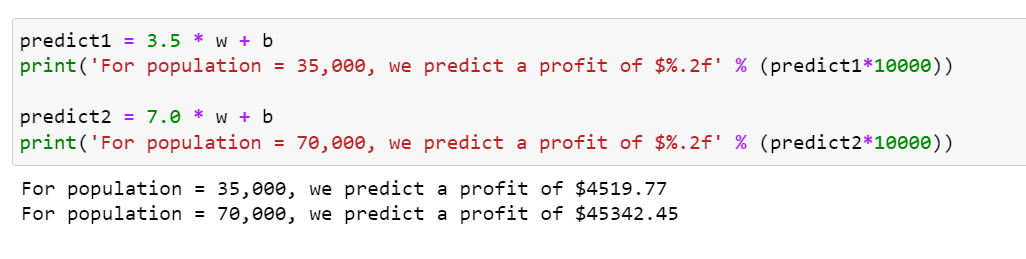 predict1 = 3.5 * w + b
print('For population = 35,000, we predict a profit of $%.2f' % (predict1*10000))
predict2 = 7.0 * w + b
print('For population = 70,000, we predict a profit of $%.2f' % (predict2*10000))
For population = 35,000, we predict a profit of $4519.77
For population = 70,000, we predict a profit of $45342.45